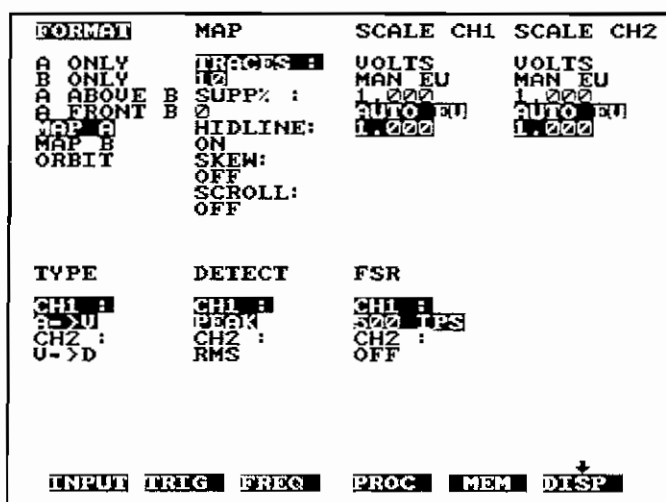 FORMAT
A ONLY
B ONLY
A ABOVE B
A FRONT B
MAP A
MAP B
ORBIT
MAP
TRACES :
10
SUPP% :
0
HIDLINE:
ON
SKEW:
OFF
SCROLL:
OFF
SCALE CH1
VOLTS
MAN EU
1.000
AUTO EU
1.000
SCALE CH2
VOLTS
MAN EU
1.000
AUTO EU
1.000
TYPE
CH1 :
A->V
CH2 :
V->D
DETECT
CH1 :
PEAK
CH2 :
RMS
FSR
CH1 :
500 IPS
CH2 :
OFF
INPUT TRIG FREQ PROC MEM DISP